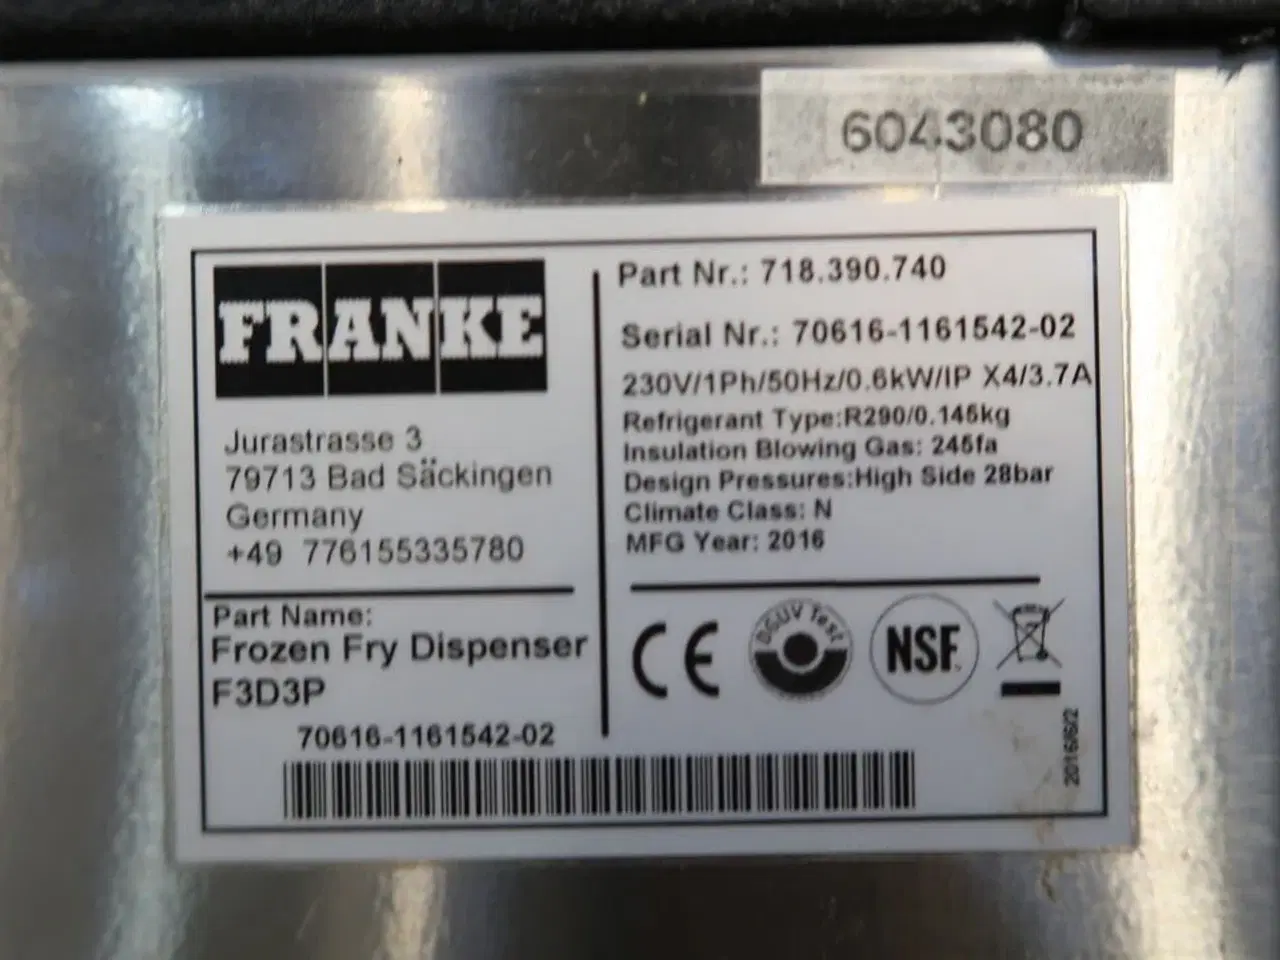 6043080
FRANKE
Jurastrasse 3
79713 Bad Säckingen
Germany
+49 776155335780
Part Name:
Frozen Fry Dispenser
F3D3P
70616-1161542-02
Part Nr.: 718.390.740
Serial Nr.: 70616-1161542-02
230V/1Ph/50Hz/0.6kW/IP X4/3.7A
Refrigerant Type:R290/0.145kg
Insulation Blowing Gas: 245fa
Design Pressures:High Side 28bar
Climate Class: N
MFG Year: 2016
CE
DGUV Test
NSF
2016/6/2